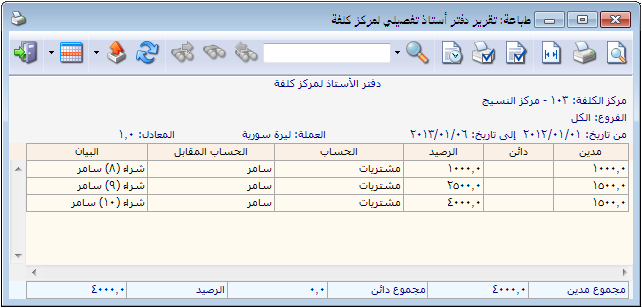 طباعة: تقرير دفتر أستاذ تفصيلي لمركز كلفة
دفتر الأستاذ لمركز كلفة
مركز الكلفة: ١٠٣ - مركز النسيج
الفروع: الكل
من تاريخ: ٢٠١٢/٠١/٠١ إلى تاريخ: ٢٠١٣/٠١/٠٦ العملة: ليرة سورية المعادل: ١,٠
مدين دائن الرصيد الحساب الحساب المقابل البيان
١٠٠٠,٠ ١٠٠٠,٠ مشتريات سامر شراء (٨) سامر
١٥٠٠,٠ ٢٥٠٠,٠ مشتريات سامر شراء (٩) سامر
١٥٠٠,٠ ٤٠٠٠,٠ مشتريات سامر شراء (١٠) سامر
مجموع مدين ٤٠٠٠,٠ مجموع دائن ٠,٠ الرصيد ٤٠٠٠,٠